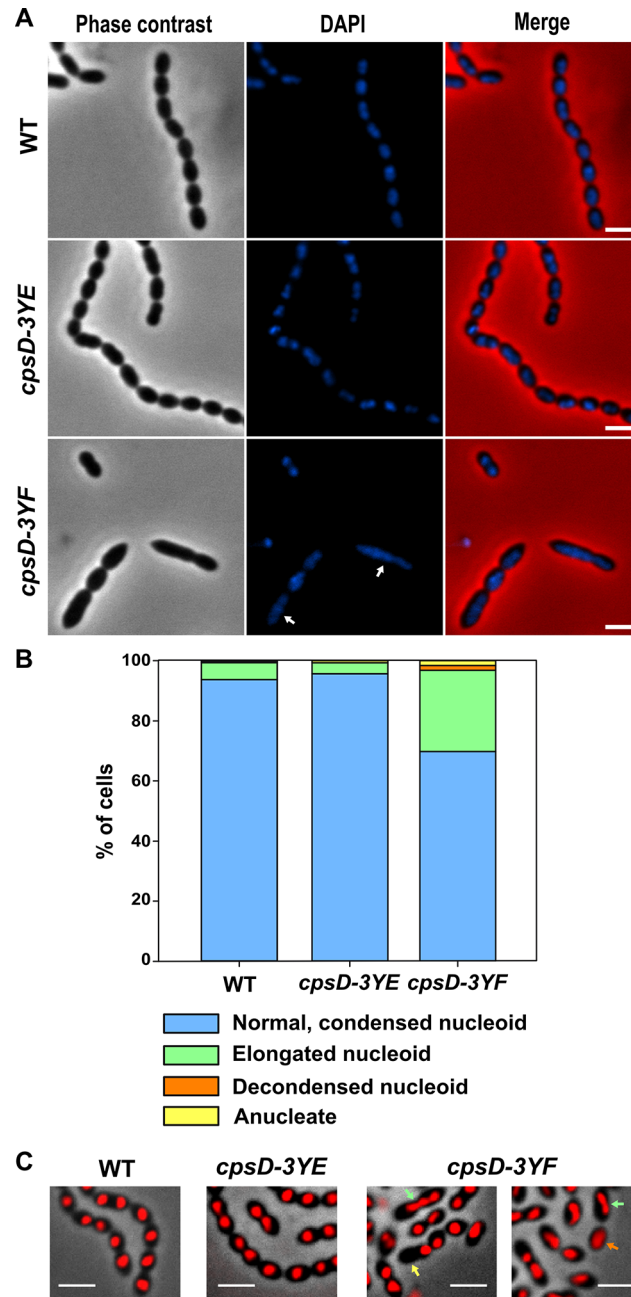 A
Phase contrast DAPI Merge
WT
cpsD-3YE
cpsD-3YF
B
% of cells
100
80
60
40
20
0
WT cpsD-3YE cpsD-3YF
Normal, condensed nucleoid
Elongated nucleoid
Decondensed nucleoid
Anucleate
C
WT cpsD-3YE cpsD-3YF